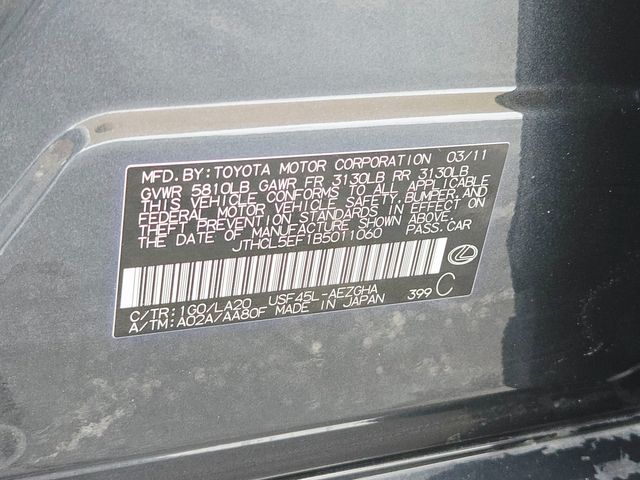 MFD.BY:TOYOTA MOTOR CORPORATION 03/11
GVWR 5810LB GAWR FR 3130LB RR 3130LB
THIS VEHICLE CONFORMS TO ALL APPLICABLE
FEDERAL MOTOR VEHICLE SAFETY,BUMPER,AND
THEFT PREVENTION STANDARDS IN EFFECT ON
THE DATE OF MANUFACTURE SHOWN ABOVE.
JTHCL5EF1B5011060 PASS.CAR
C/TR:1G0/LA20 USF45L-AEZGHA
A/TM:A02A/AA80F MADE IN JAPAN 399 C